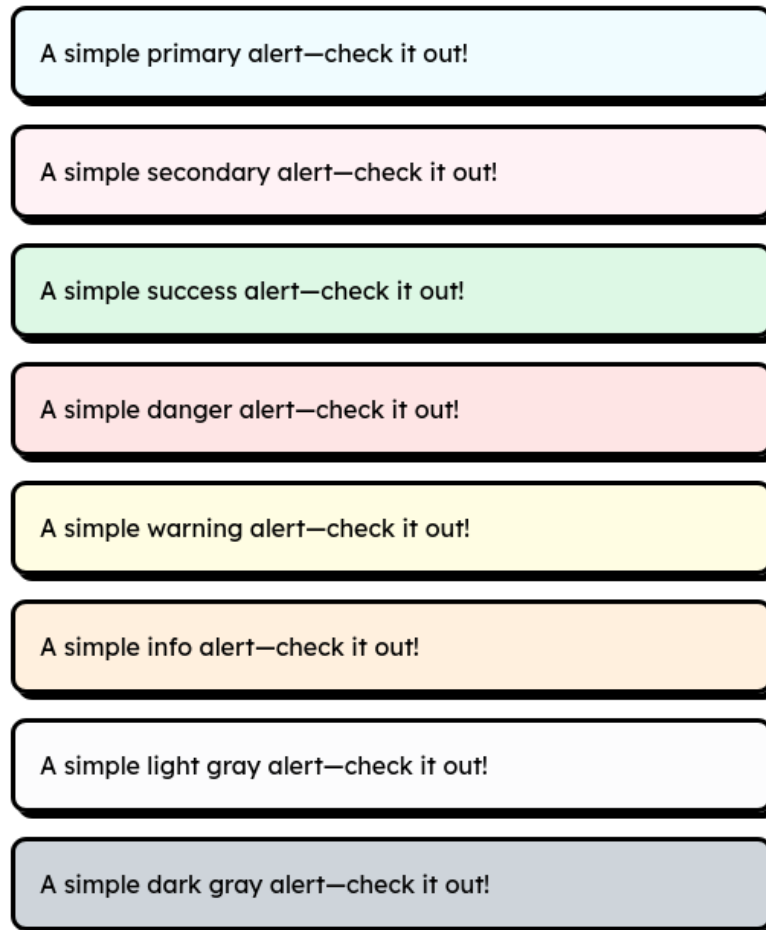 A simple primary alert—check it out!
A simple secondary alert—check it out!
A simple success alert—check it out!
A simple danger alert—check it out!
A simple warning alert—check it out!
A simple info alert—check it out!
A simple light gray alert—check it out!
A simple dark gray alert—check it out!